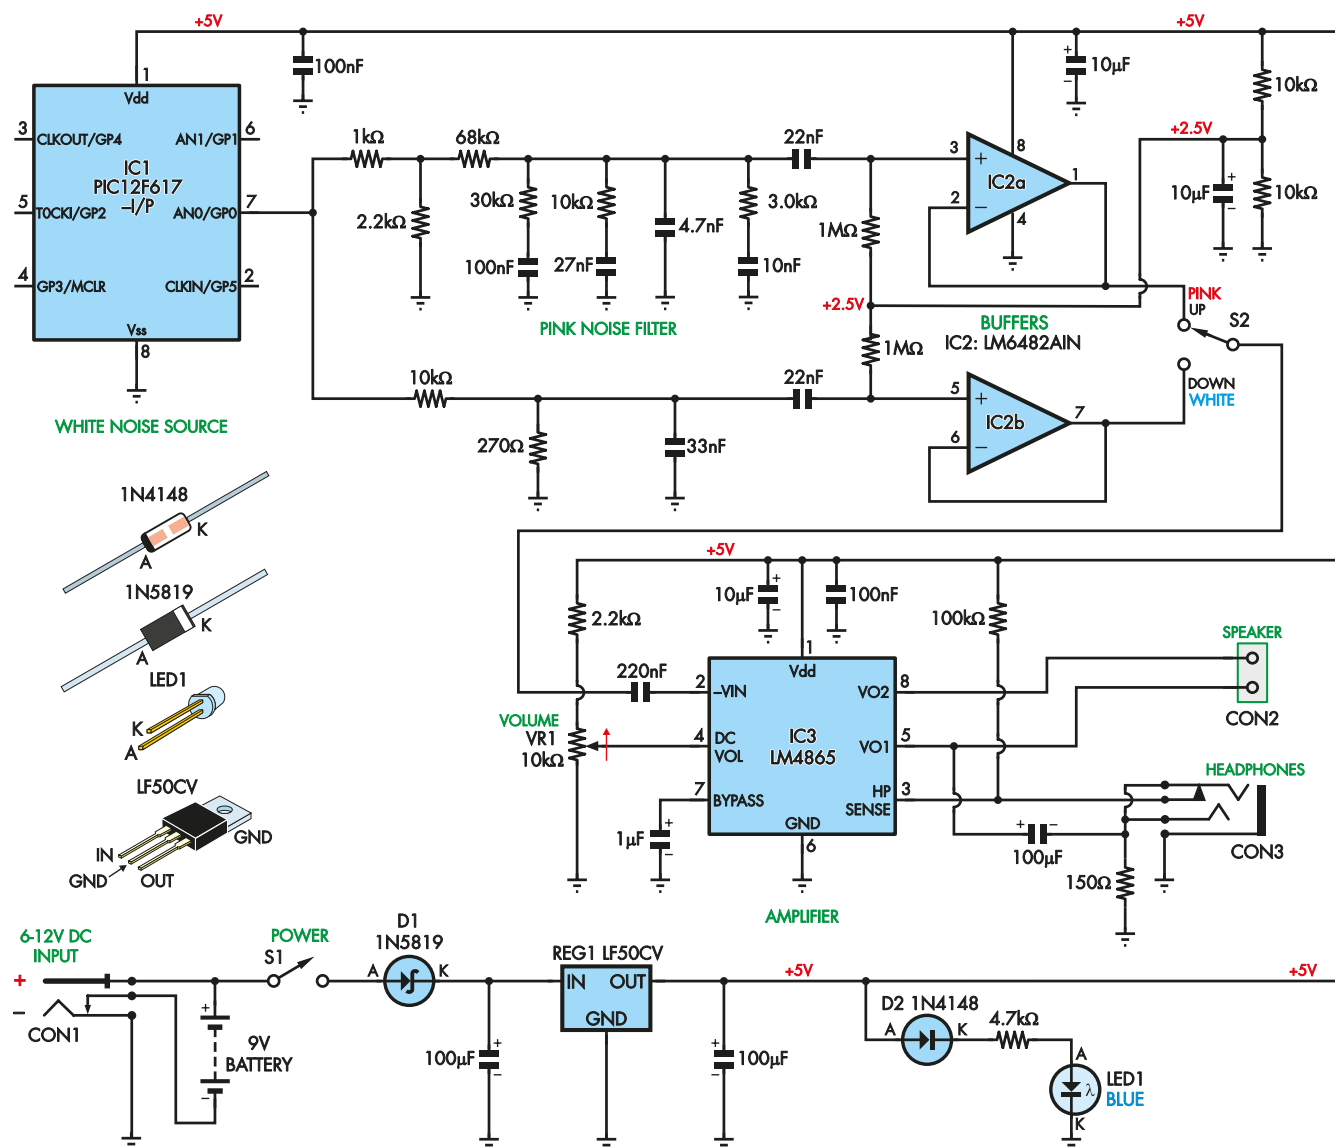 +5V
+5V
1
100nF
10µF
10kΩ
Vdd
3
CLKOUT/GP4
AN1/GP1
6
IC1
PIC12F617
–I/P
5
T0CKI/GP2
AN0/GP0
7
4
GP3/MCLR
CLKIN/GP5
2
Vss
8
WHITE NOISE SOURCE
1kΩ
68kΩ
22nF
2.2kΩ
30kΩ
10kΩ
4.7nF
3.0kΩ
1MΩ
100nF
27nF
10nF
PINK NOISE FILTER
3
+
8
IC2a
1
2
–
4
+2.5V
10µF
10kΩ
+2.5V
BUFFERS
IC2: LM6482AIN
PINK
UP
S2
DOWN
WHITE
1MΩ
10kΩ
22nF
270Ω
33nF
5
+
IC2b
7
6
–
1N4148
K
A
1N5819
K
A
LED1
K
A
LF50CV
IN
GND
GND
OUT
+5V
10µF
100nF
2.2kΩ
100kΩ
220nF
VOLUME
VR1
10kΩ
1
Vdd
2
–VIN
VO2
8
4
DC
VOL
IC3
LM4865
VO1
5
7
BYPASS
HP
SENSE
3
GND
6
1µF
SPEAKER
CON2
HEADPHONES
CON3
100µF
150Ω
AMPLIFIER
6-12V DC
INPUT
+
–
CON1
9V
BATTERY
POWER
S1
D1
1N5819
A
K
REG1 LF50CV
IN
OUT
GND
100µF
100µF
+5V
+5V
D2 1N4148
A
K
4.7kΩ
A
λ
LED1
BLUE
K